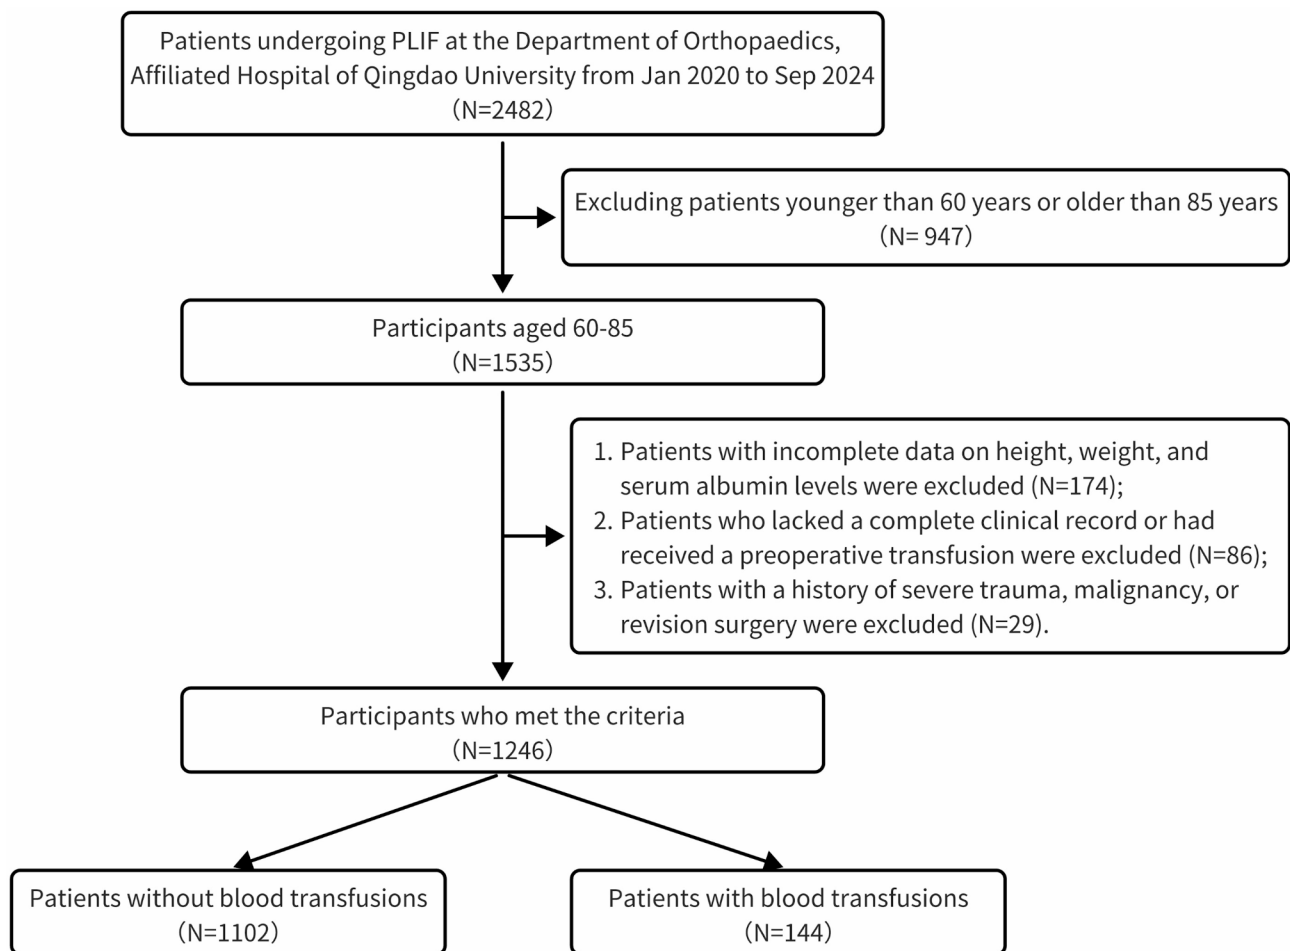 Patients undergoing PLIF at the Department of Orthopaedics,
Affiliated Hospital of Qingdao University from Jan 2020 to Sep 2024
（N=2482）
Excluding patients younger than 60 years or older than 85 years
（N= 947）
Participants aged 60-85
（N=1535）
1. Patients with incomplete data on height, weight, and
serum albumin levels were excluded (N=174);
2. Patients who lacked a complete clinical record or had
received a preoperative transfusion were excluded (N=86);
3. Patients with a history of severe trauma, malignancy, or
revision surgery were excluded (N=29).
Participants who met the criteria
（N=1246）
Patients without blood transfusions
（N=1102）
Patients with blood transfusions
（N=144）